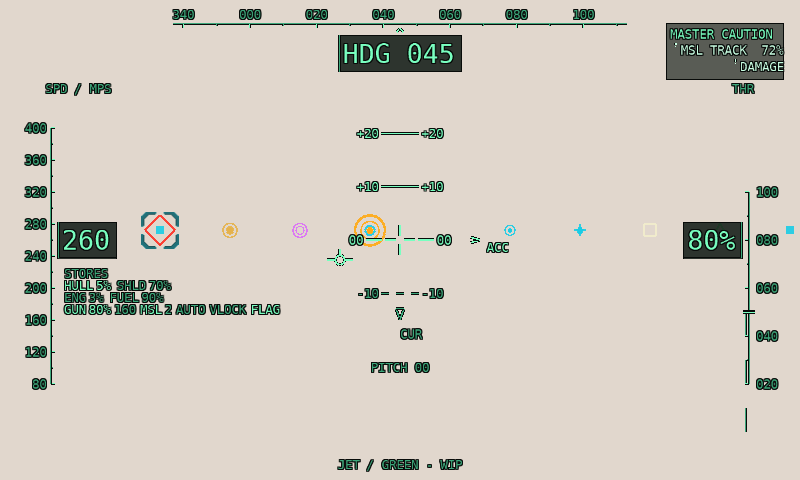 340 000 020 040 060 080 100
HDG 045
MASTER CAUTION
'MSL TRACK 72%
'DAMAGE
SPD / MPS
THR
400
360
320
280
240
200
160
120
80
260
+20 +20
+10 +10
00 00
-10 -10
ACC
CUR
PITCH 00
100
080
060
040
020
80%
STORES
HULL 5% SHLD 70%
ENG 3% FUEL 90%
GUN 80% 160 MSL 2 AUTO VLOCK FLAG
JET / GREEN - WIP